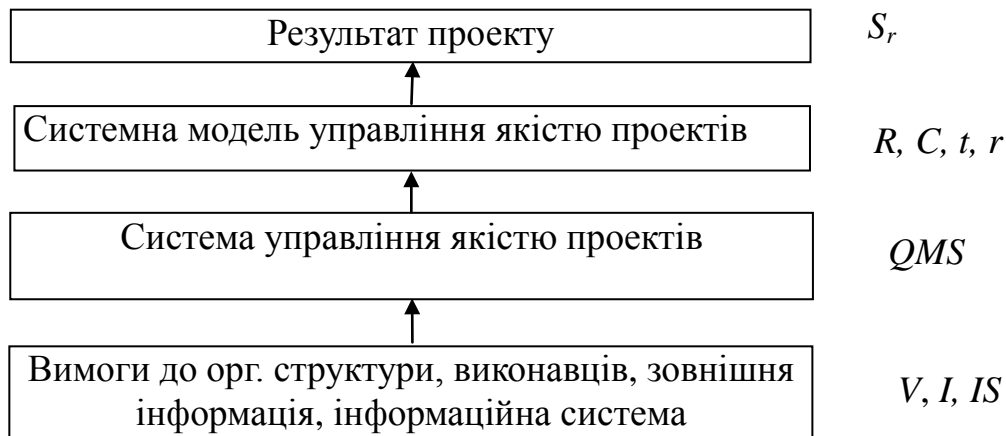 Результат проекту
S_r
Системна модель управління якістю проектів
R, C, t, r
Система управління якістю проектів
QMS
Вимоги до орг. структури, виконавців, зовнішня
інформація, інформаційна система
V, I, IS